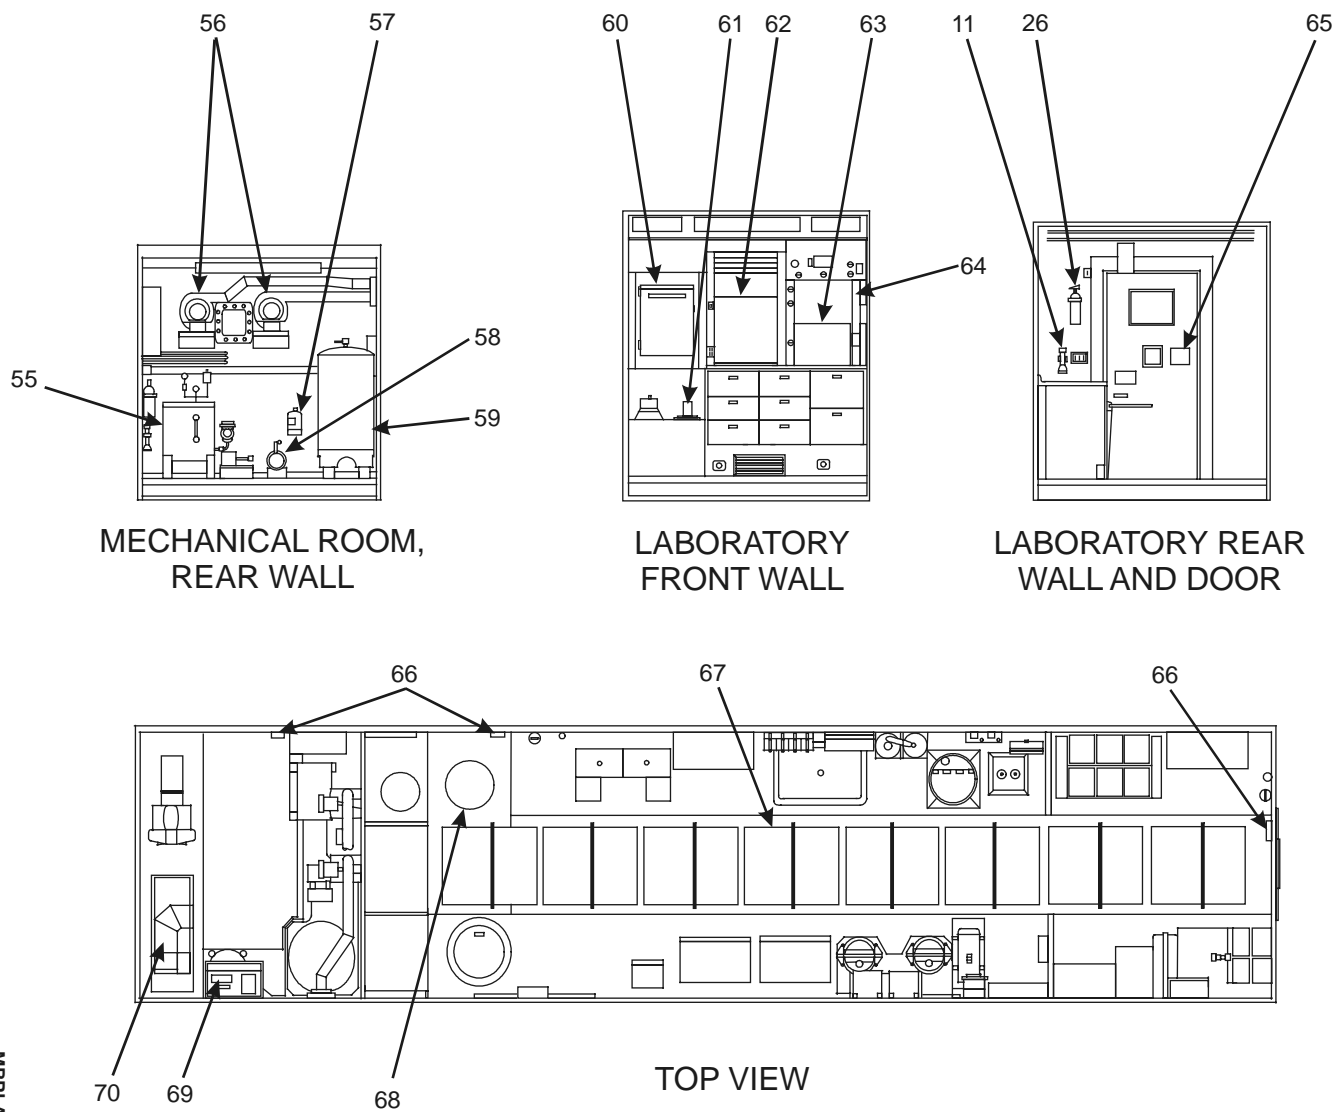 56 57 60 61 62 63 11 26 65
64
58
55
59
MECHANICAL ROOM,
REAR WALL
LABORATORY
FRONT WALL
LABORATORY REAR
WALL AND DOOR
66 67 66
70 69 68
TOP VIEW